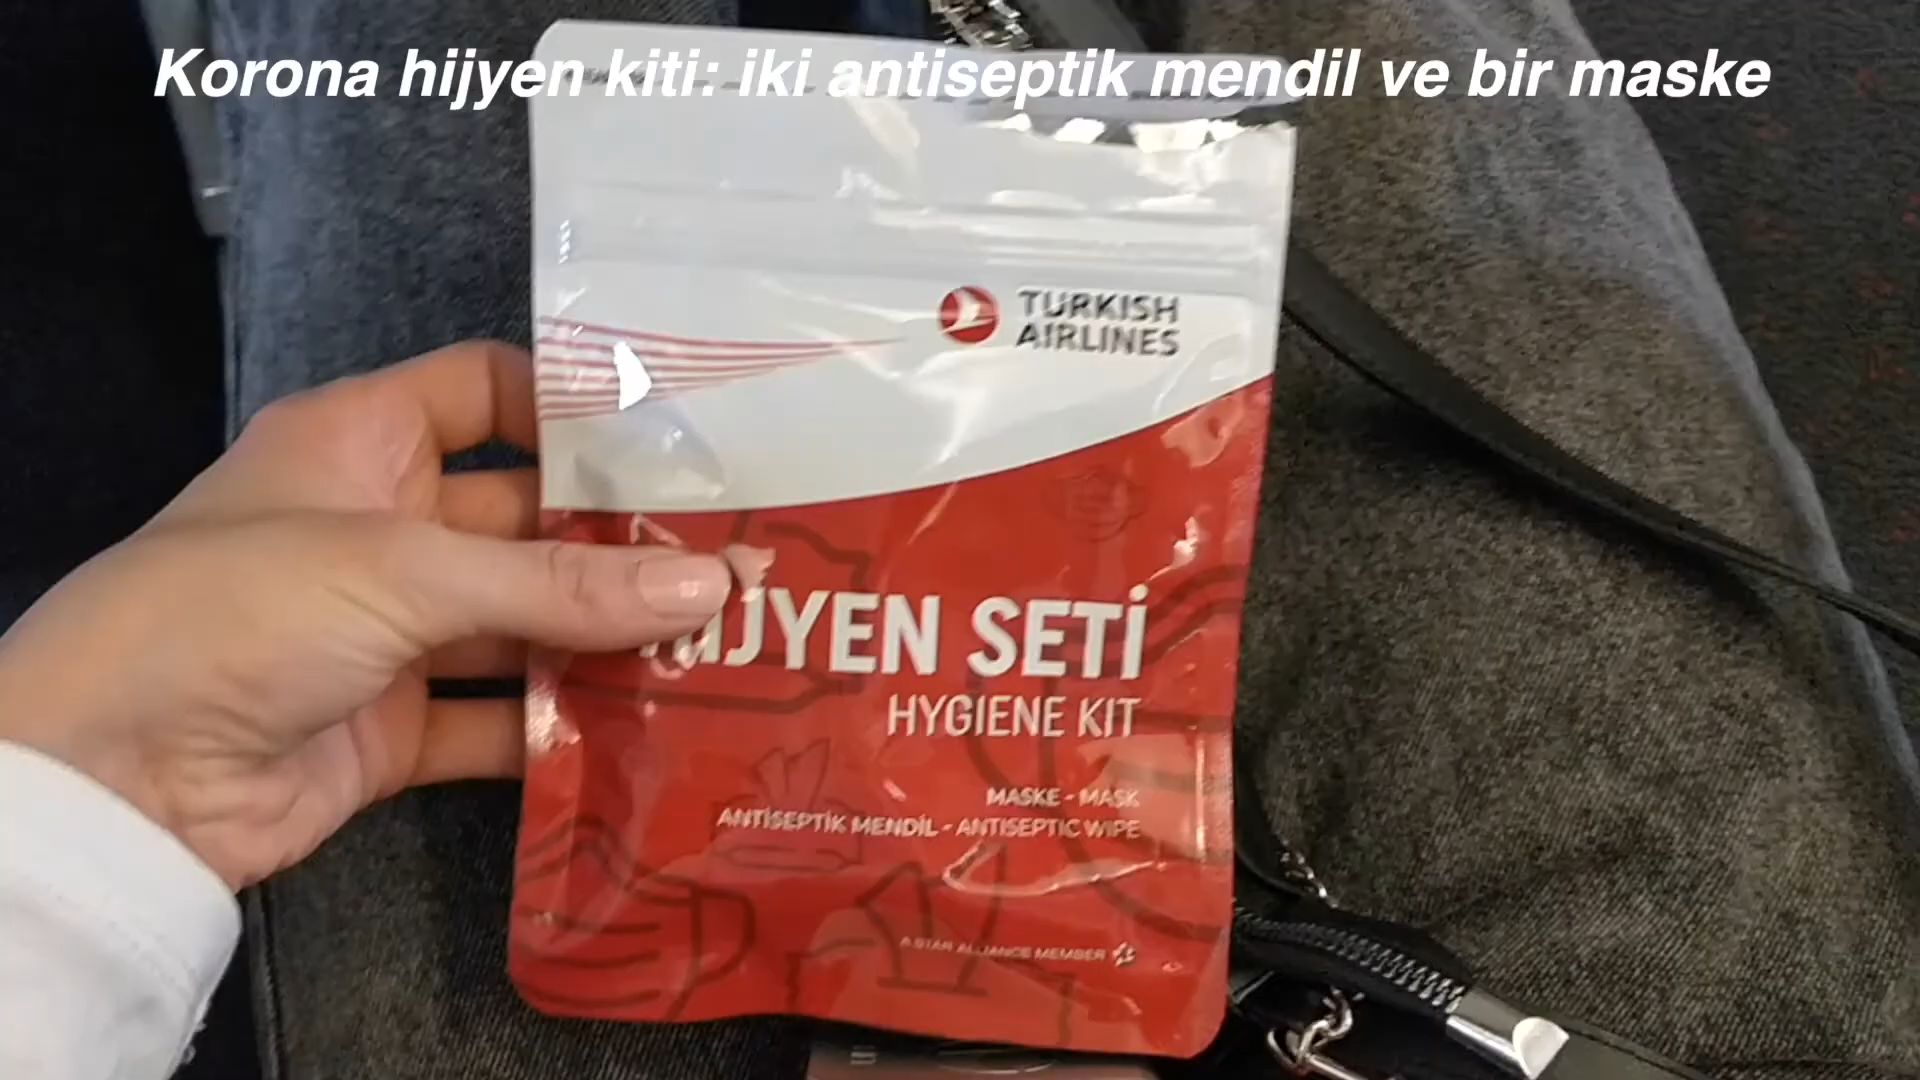 Korona hijyen kiti: iki antiseptik mendil ve bir maske
TURKISH
AIRLINES
HİJYEN SETİ
HYGIENE KIT
MASKE - MASK
ANTİSEPTİK MENDİL - ANTISEPTIC WIPE
A STAR ALLIANCE MEMBER